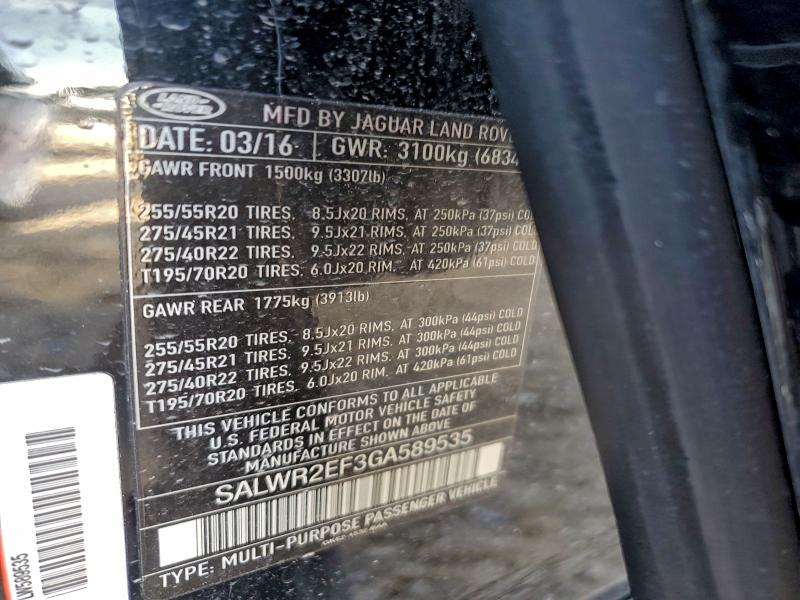 LAND ROVER
MFD BY JAGUAR LAND ROV
DATE: 03/16 GWR: 3100kg (6834
GAWR FRONT 1500kg (3307lb)
255/55R20 TIRES, 8.5Jx20 RIMS, AT 250kPa (37psi) COL
275/45R21 TIRES, 9.5Jx21 RIMS, AT 250kPa (37psi) COL
275/40R22 TIRES, 9.5Jx22 RIMS, AT 250kPa (37psi) COL
T195/70R20 TIRES, 6.0Jx20 RIM, AT 420kPa (61psi) COL
GAWR REAR 1775kg (3913lb)
255/55R20 TIRES, 8.5Jx20 RIMS, AT 300kPa (44psi) COLD
275/45R21 TIRES, 9.5Jx21 RIMS, AT 300kPa (44psi) COLD
275/40R22 TIRES, 9.5Jx22 RIMS, AT 300kPa (44psi) COLD
T195/70R20 TIRES, 6.0Jx20 RIM, AT 420kPa (61psi) COLD
THIS VEHICLE CONFORMS TO ALL APPLICABLE
U.S. FEDERAL MOTOR VEHICLE SAFETY
STANDARDS IN EFFECT ON THE DATE OF
MANUFACTURE SHOWN ABOVE
SALWR2EF3GA589535
TYPE: MULTI-PURPOSE PASSENGER VEHICLE